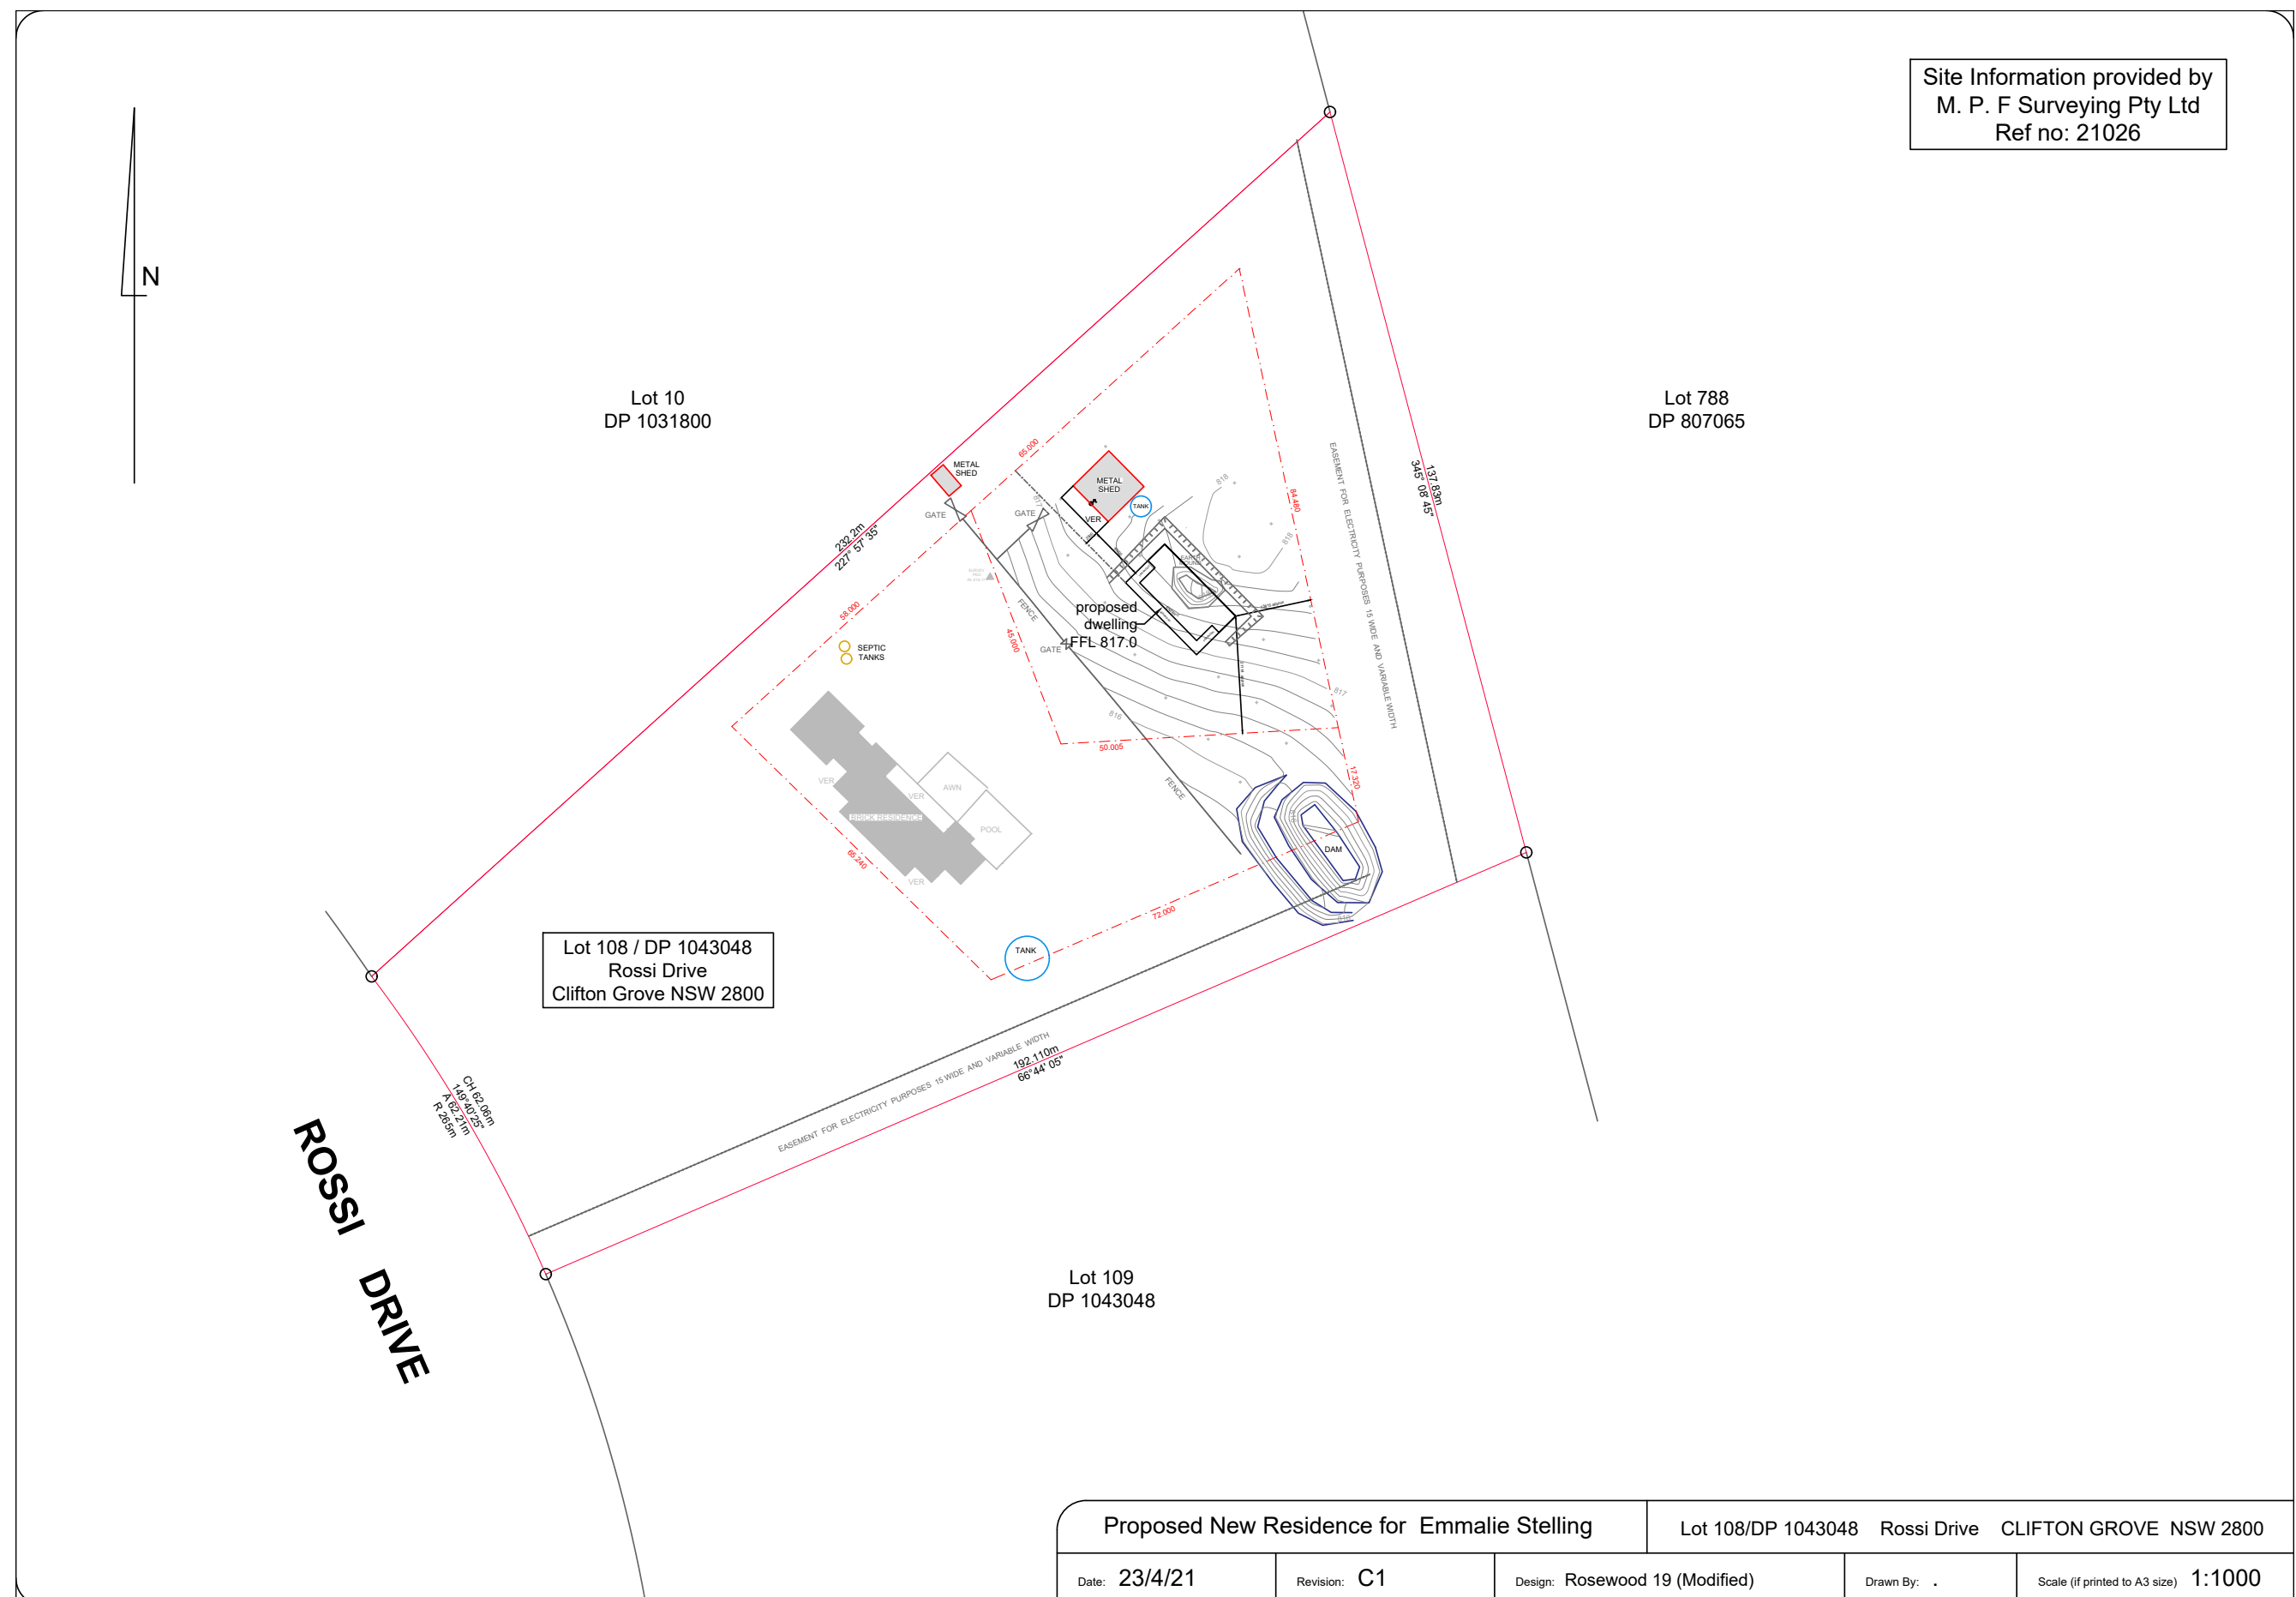 Site Information provided by
M. P. F Surveying Pty Ltd
Ref no: 21026
N
Lot 10
DP 1031800
Lot 788
DP 807065
METAL
SHED
GATE
GATE
65.000
METAL
SHED
TANK
VER
817
818
818
84.480
EASEMENT FOR ELECTRICITY PURPOSES 15 WIDE AND VARIABLE WIDTH
137.83m
345° 08' 45"
232.2m
227° 57' 35"
58.000
EARTH
FENCE
45.000
proposed
dwelling
FFL 817.0
GATE
SEPTIC
TANKS
817
816
50.005
17.320
FENCE
VER
VER
AWN
POOL
BRICK RESIDENCE
VER
65.240
DAM
816
72.000
TANK
Lot 108 / DP 1043048
Rossi Drive
Clifton Grove NSW 2800
EASEMENT FOR ELECTRICITY PURPOSES 15 WIDE AND VARIABLE WIDTH
192.110m
66°44' 05"
CH 62.06m
149°40'25"
A 62.21m
R 265m
ROSSI DRIVE
Lot 109
DP 1043048
Proposed New Residence for Emmalie Stelling
Lot 108/DP 1043048 Rossi Drive CLIFTON GROVE NSW 2800
Date: 23/4/21
Revision: C1
Design: Rosewood 19 (Modified)
Drawn By: .
Scale (if printed to A3 size) 1:1000